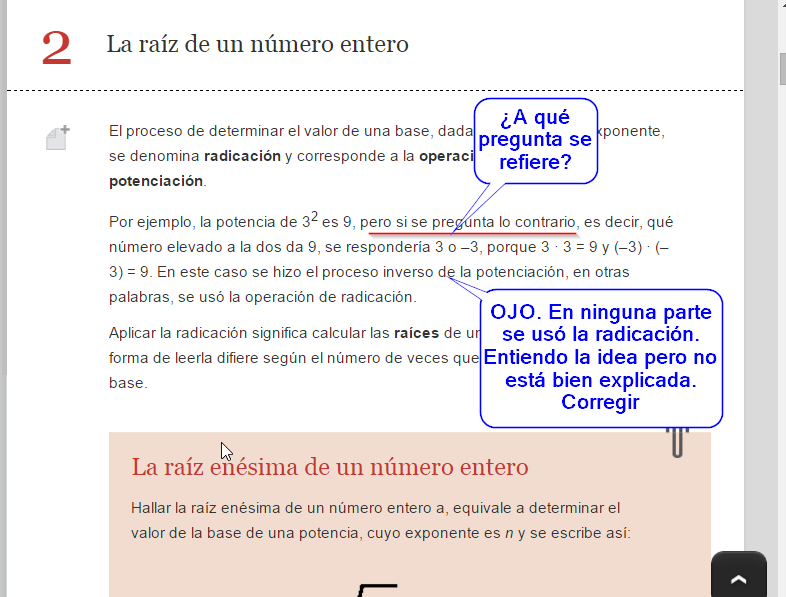 2 La raíz de un número entero
El proceso de determinar el valor de una base, dada xponente,
se denomina radicación y corresponde a la operaci
potenciación.
¿A qué
pregunta se
refiere?
Por ejemplo, la potencia de 3² es 9, pero si se pregunta lo contrario, es decir, qué
número elevado a la dos da 9, se respondería 3 o –3, porque 3 · 3 = 9 y (–3) · (–
3) = 9. En este caso se hizo el proceso inverso de la potenciación, en otras
palabras, se usó la operación de radicación.
OJO. En ninguna parte
se usó la radicación.
Entiendo la idea pero no
está bien explicada.
Corregir
Aplicar la radicación significa calcular las raíces de un
forma de leerla difiere según el número de veces que
base.
La raíz enésima de un número entero
Hallar la raíz enésima de un número entero a, equivale a determinar el
valor de la base de una potencia, cuyo exponente es n y se escribe así: